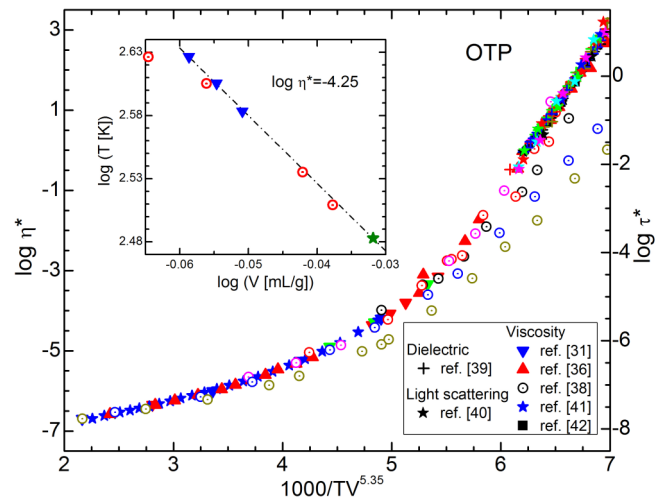 OTP
log η*
3
1
-1
-3
-5
-7
log τ*
0
-2
-4
-6
-8
2
3
4
5
6
7
1000/TV^5.35
log (T [K])
2.63
2.58
2.53
2.48
log η*=-4.25
-0.06
-0.05
-0.04
-0.03
log (V [mL/g])
Dielectric
ref. [39]
Light scattering
ref. [40]
Viscosity
ref. [31]
ref. [36]
ref. [38]
ref. [41]
ref. [42]